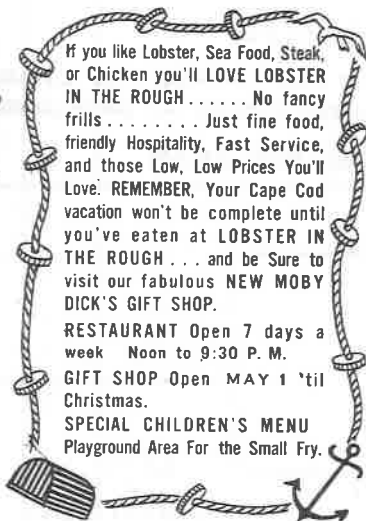 If you like Lobster, Sea Food, Steak,
or Chicken you'll LOVE LOBSTER
IN THE ROUGH...... No fancy
frills........ Just fine food,
friendly Hospitality, Fast Service,
and those Low, Low Prices You'll
Love. REMEMBER, Your Cape Cod
vacation won't be complete until
you've eaten at LOBSTER IN
THE ROUGH... and be Sure to
visit our fabulous NEW MOBY
DICK'S GIFT SHOP.
RESTAURANT Open 7 days a
week Noon to 9:30 P. M.
GIFT SHOP Open MAY 1 'til
Christmas.
SPECIAL CHILDREN'S MENU
Playground Area For the Small Fry.